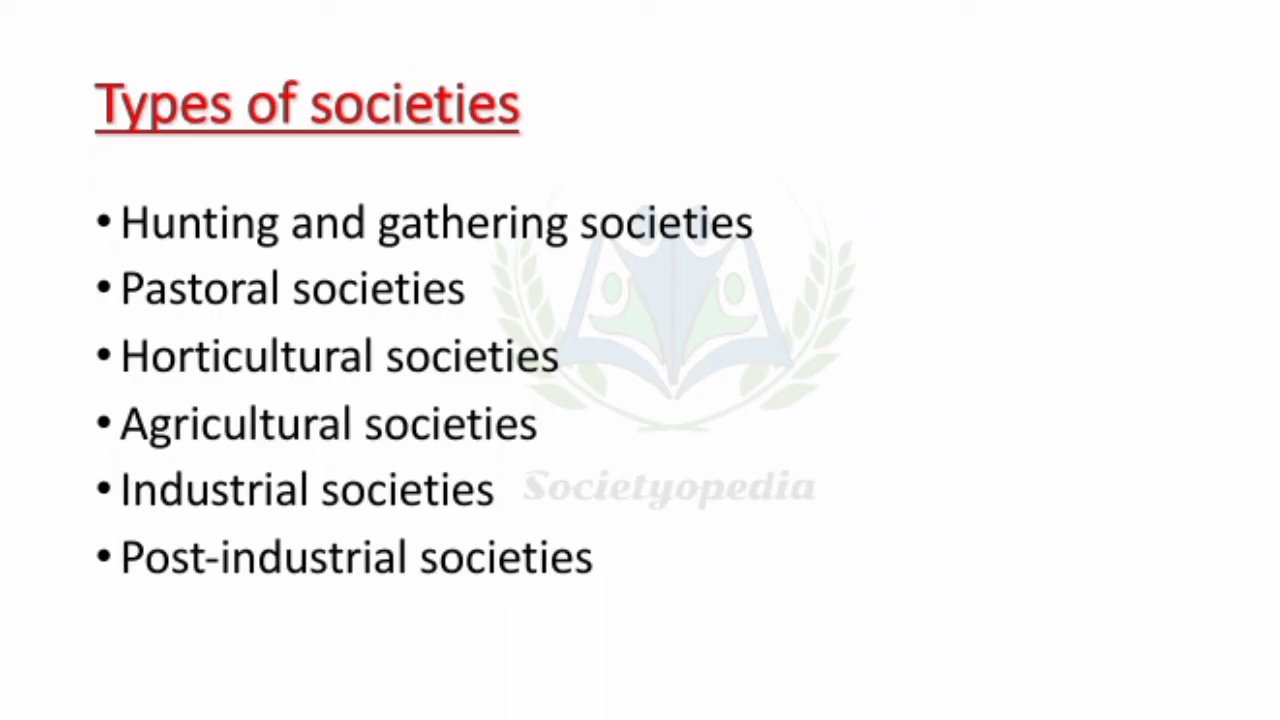 Types of societies
• Hunting and gathering societies
• Pastoral societies
• Horticultural societies
• Agricultural societies
• Industrial societies
• Post-industrial societies
Societyopedia